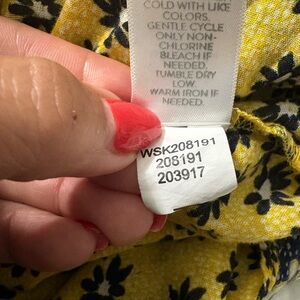 COLD WITH LIKE
COLORS.
GENTLE CYCLE
ONLY NON-
CHLORINE
BLEACH IF
NEEDED.
TUMBLE DRY
LOW.
WARM IRON IF
NEEDED.
WSK208191
208191
203917